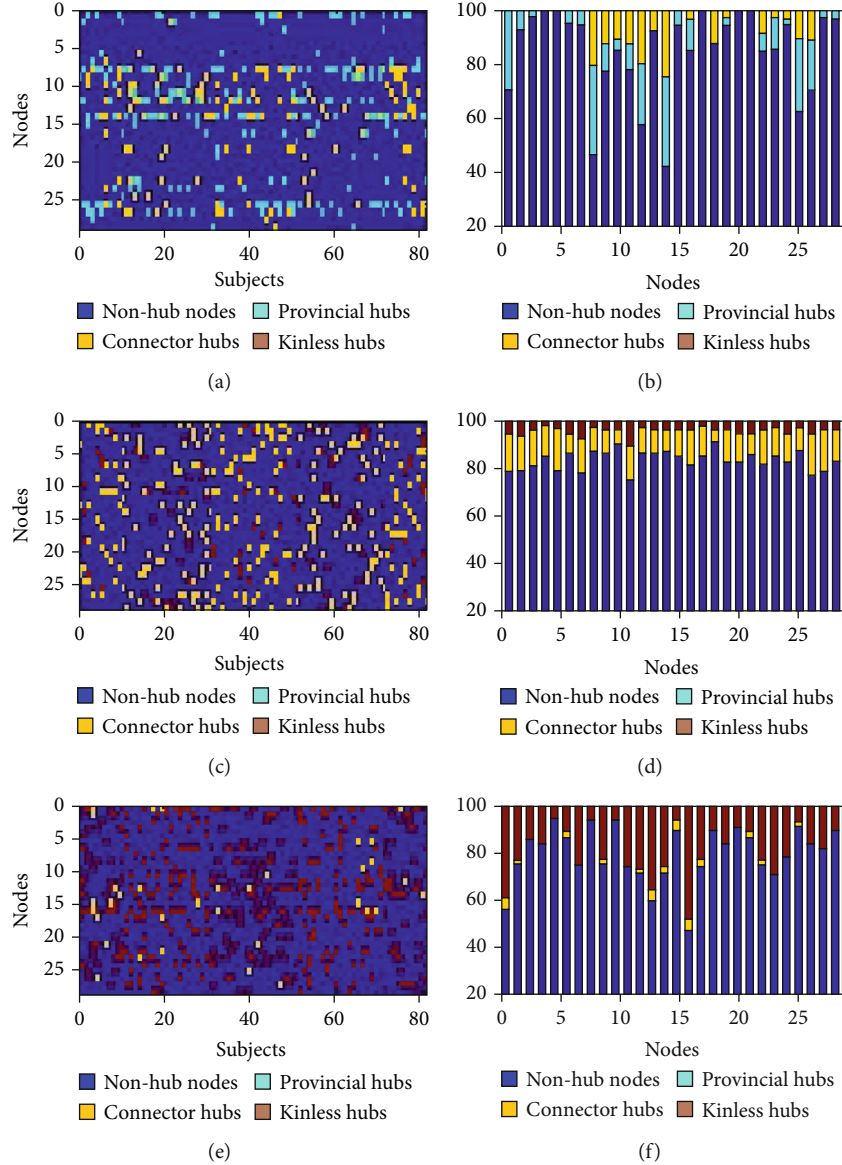 0
5
10
15
20
25
Nodes
0 20 40 60 80
Subjects
Non-hub nodes Provincial hubs
Connector hubs Kinless hubs
(a)
100
80
60
40
20
0 5 10 15 20 25
Nodes
Non-hub nodes Provincial hubs
Connector hubs Kinless hubs
(b)
0
5
10
15
20
25
Nodes
0 20 40 60 80
Subjects
Non-hub nodes Provincial hubs
Connector hubs Kinless hubs
(c)
100
80
60
40
20
0 5 10 15 20 25
Nodes
Non-hub nodes Provincial hubs
Connector hubs Kinless hubs
(d)
0
5
10
15
20
25
Nodes
0 20 40 60 80
Subjects
Non-hub nodes Provincial hubs
Connector hubs Kinless hubs
(e)
100
80
60
40
20
0 5 10 15 20 25
Nodes
Non-hub nodes Provincial hubs
Connector hubs Kinless hubs
(f)